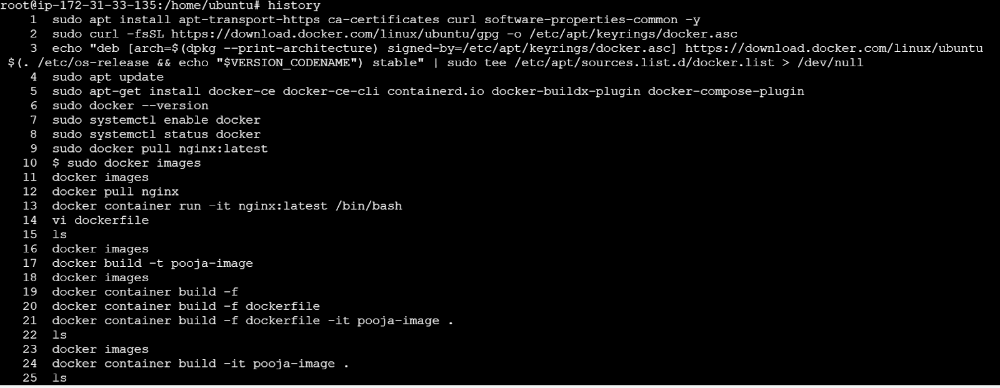 root@ip-172-31-33-135:/home/ubuntu# history
1 sudo apt install apt-transport-https ca-certificates curl software-properties-common -y
2 sudo curl -fsSL https://download.docker.com/linux/ubuntu/gpg -o /etc/apt/keyrings/docker.asc
3 echo "deb [arch=$(dpkg --print-architecture) signed-by=/etc/apt/keyrings/docker.asc] https://download.docker.com/linux/ubuntu
$(. /etc/os-release && echo "$VERSION_CODENAME") stable" | sudo tee /etc/apt/sources.list.d/docker.list > /dev/null
4 sudo apt update
5 sudo apt-get install docker-ce docker-ce-cli containerd.io docker-buildx-plugin docker-compose-plugin
6 sudo docker --version
7 sudo systemctl enable docker
8 sudo systemctl status docker
9 sudo docker pull nginx:latest
10 $ sudo docker images
11 docker images
12 docker pull nginx
13 docker container run -it nginx:latest /bin/bash
14 vi dockerfile
15 ls
16 docker images
17 docker build -t pooja-image
18 docker images
19 docker container build -f
20 docker container build -f dockerfile
21 docker container build -f dockerfile -it pooja-image .
22 ls
23 docker images
24 docker container build -it pooja-image .
25 ls